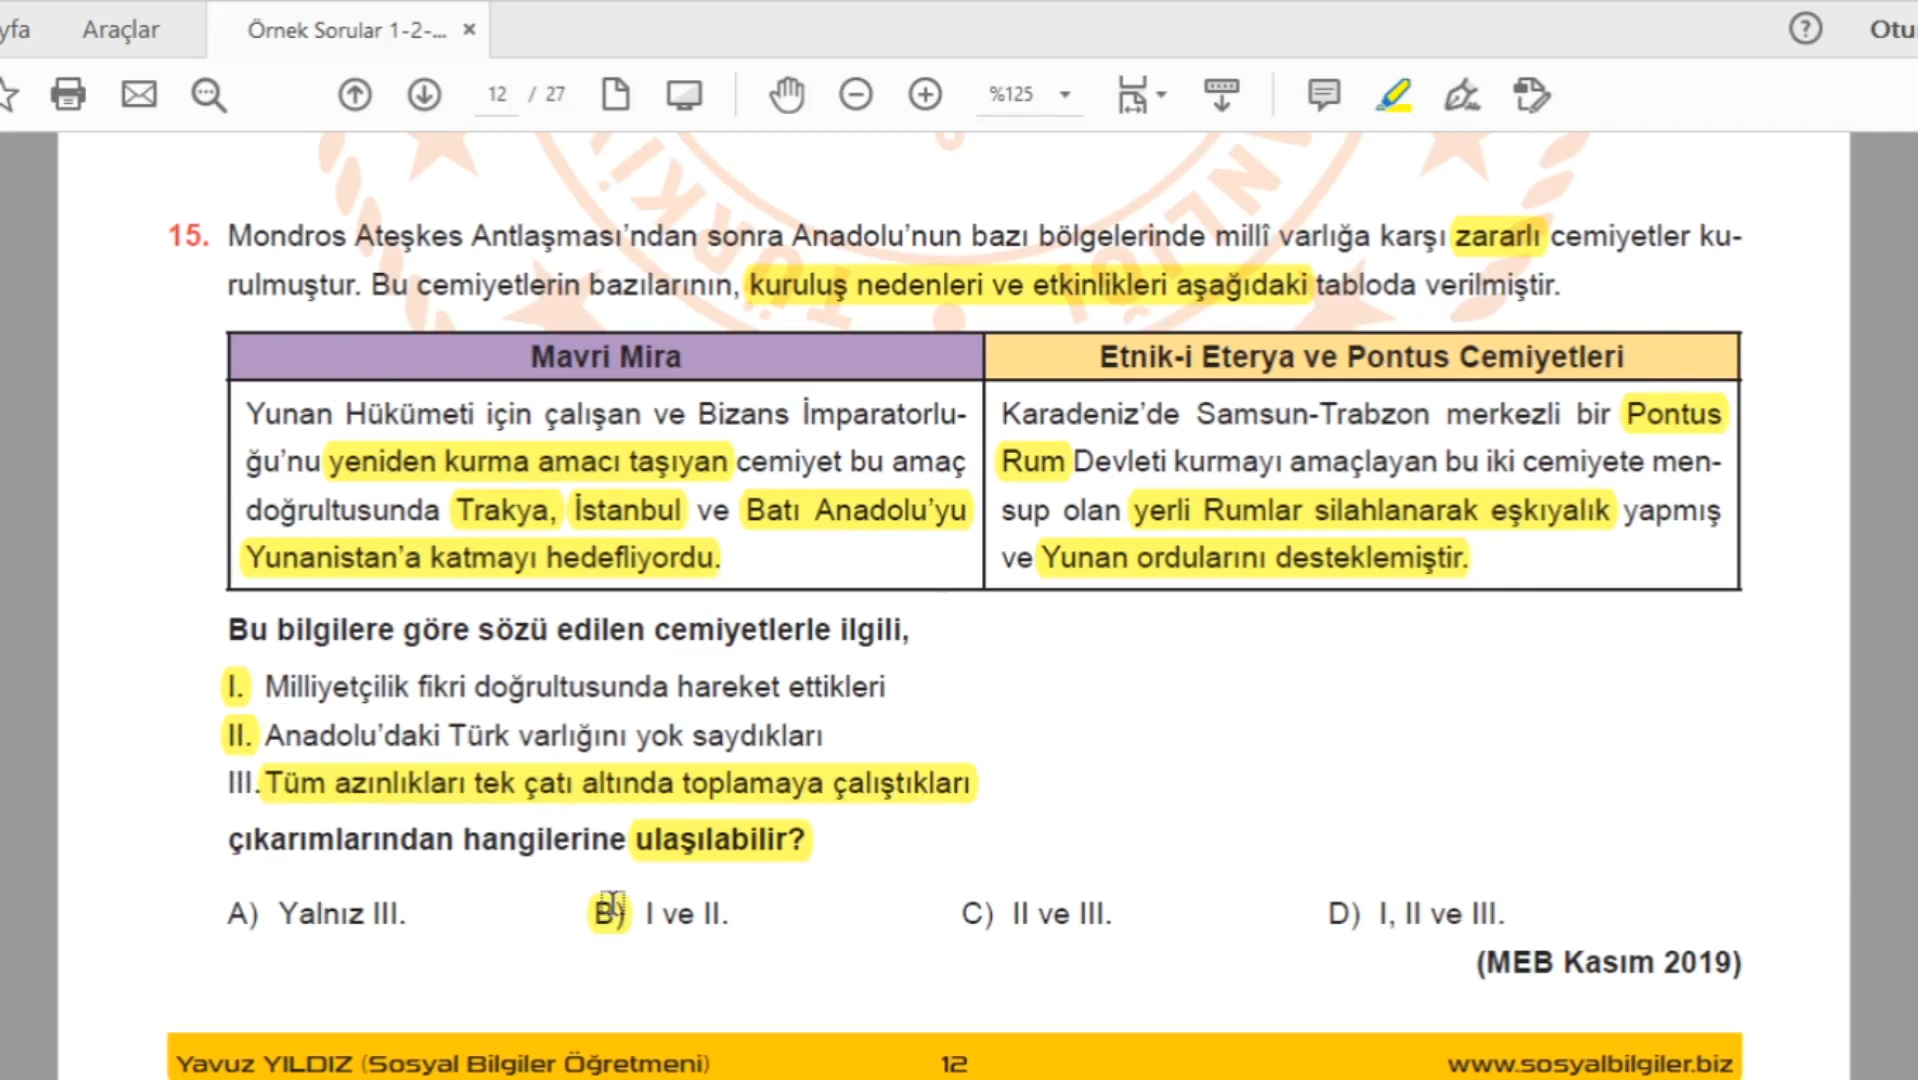 yfa Araçlar Örnek Sorular 1-2-... × ? Otu
12 / 27 %125
15. Mondros Ateşkes Antlaşması’ndan sonra Anadolu’nun bazı bölgelerinde millî varlığa karşı zararlı cemiyetler ku-
rulmuştur. Bu cemiyetlerin bazılarının, kuruluş nedenleri ve etkinlikleri aşağıdaki tabloda verilmiştir.
Mavri Mira
Yunan Hükümeti için çalışan ve Bizans İmparatorlu-
ğu’nu yeniden kurma amacı taşıyan cemiyet bu amaç
doğrultusunda Trakya, İstanbul ve Batı Anadolu’yu
Yunanistan’a katmayı hedefliyordu.
Etnik-i Eterya ve Pontus Cemiyetleri
Karadeniz’de Samsun-Trabzon merkezli bir Pontus
Rum Devleti kurmayı amaçlayan bu iki cemiyete men-
sup olan yerli Rumlar silahlanarak eşkıyalık yapmış
ve Yunan ordularını desteklemiştir.
Bu bilgilere göre sözü edilen cemiyetlerle ilgili,
I. Milliyetçilik fikri doğrultusunda hareket ettikleri
II. Anadolu’daki Türk varlığını yok saydıkları
III. Tüm azınlıkları tek çatı altında toplamaya çalıştıkları
çıkarımlarından hangilerine ulaşılabilir?
A) Yalnız III. B) I ve II. C) II ve III. D) I, II ve III.
(MEB Kasım 2019)
Yavuz YILDIZ (Sosyal Bilgiler Öğretmeni) 12 www.sosyalbilgiler.biz